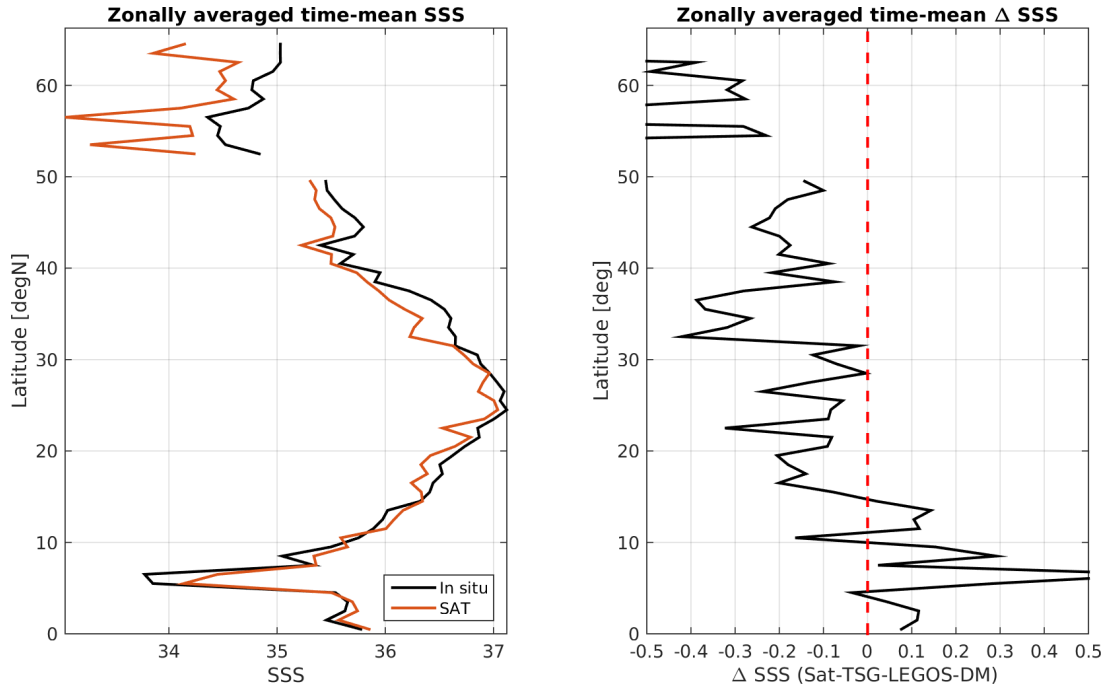 Zonally averaged time-mean SSS
60
50
40
30
20
10
0
Latitude [degN]
34
35
36
37
SSS
In situ
SAT
Zonally averaged time-mean Δ SSS
60
50
40
30
20
10
0
Latitude [deg]
-0.5 -0.4 -0.3 -0.2 -0.1 0 0.1 0.2 0.3 0.4 0.5
Δ SSS (Sat-TSG-LEGOS-DM)